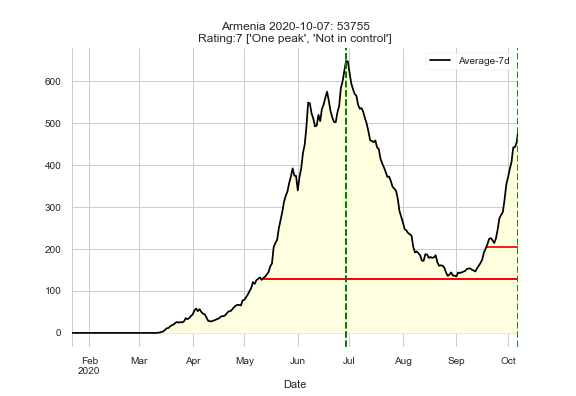 Armenia 2020-10-07: 53755
Rating:7 ['One peak', 'Not in control']
Average-7d
600
500
400
300
200
100
0
Feb Mar Apr May Jun Jul Aug Sep Oct
2020
Date